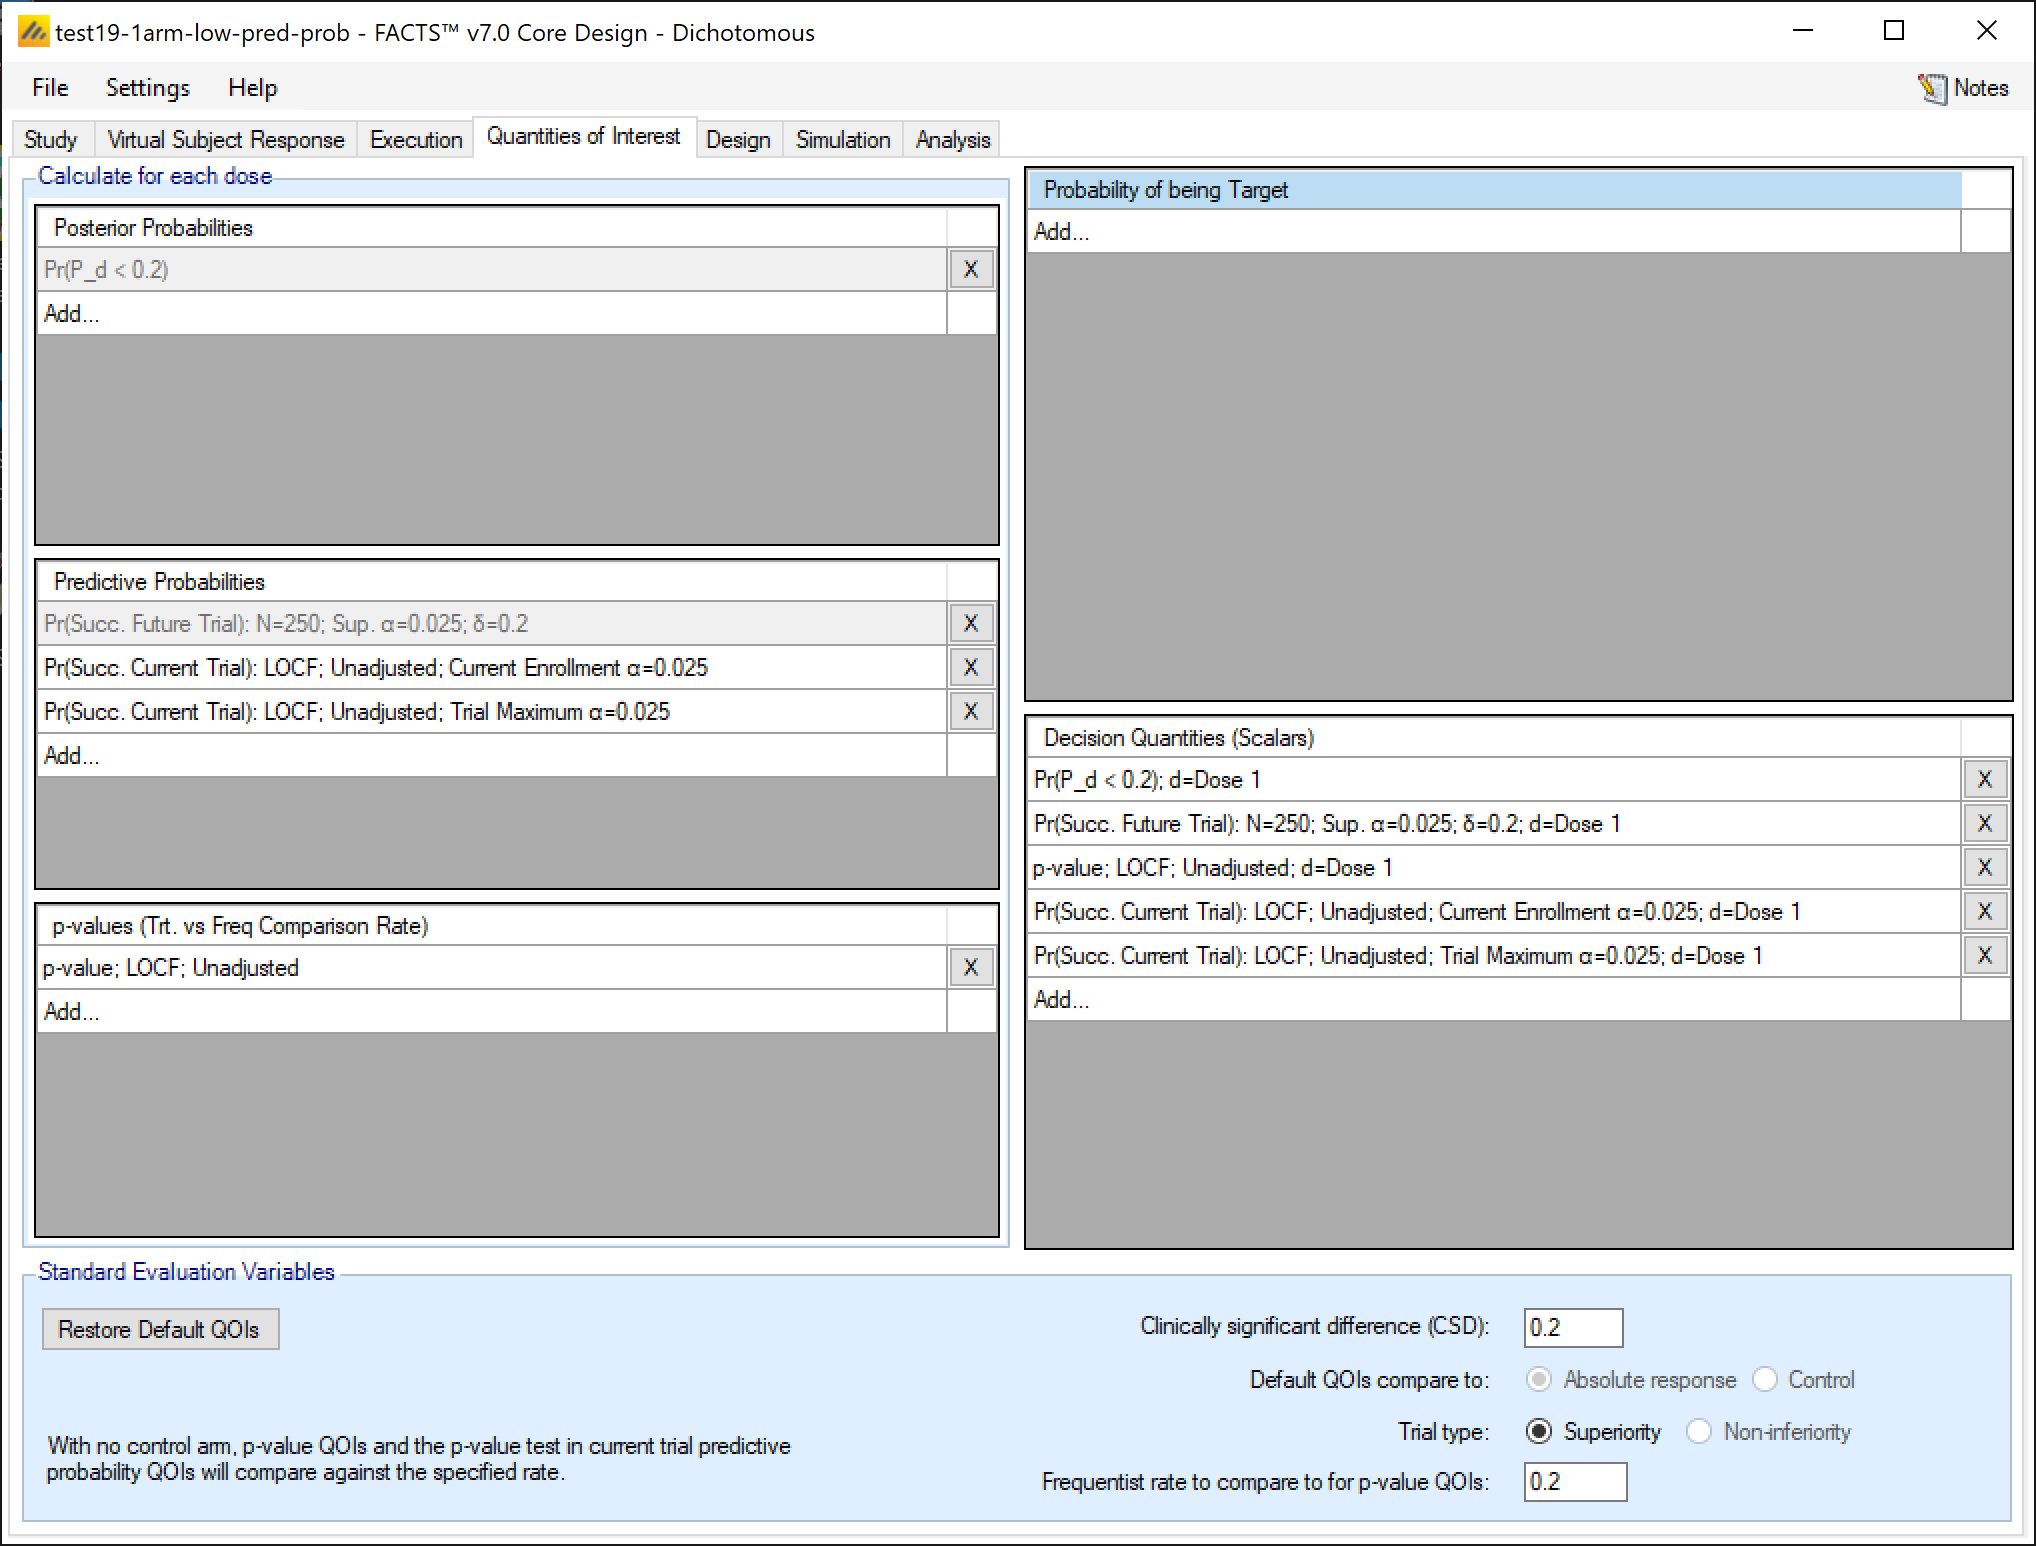 test19-1arm-low-pred-prob - FACTS™ v7.0 Core Design - Dichotomous
File Settings Help Notes
Study Virtual Subject Response Execution Quantities of Interest Design Simulation Analysis
Calculate for each dose
Posterior Probabilities
Pr(P_d < 0.2) X
Add...
Predictive Probabilities
Pr(Succ. Future Trial): N=250; Sup. α=0.025; δ=0.2 X
Pr(Succ. Current Trial): LOCF; Unadjusted; Current Enrollment α=0.025 X
Pr(Succ. Current Trial): LOCF; Unadjusted; Trial Maximum α=0.025 X
Add...
p-values (Trt. vs Freq Comparison Rate)
p-value; LOCF; Unadjusted X
Add...
Probability of being Target
Add...
Decision Quantities (Scalars)
Pr(P_d < 0.2); d=Dose 1 X
Pr(Succ. Future Trial): N=250; Sup. α=0.025; δ=0.2; d=Dose 1 X
p-value; LOCF; Unadjusted; d=Dose 1 X
Pr(Succ. Current Trial): LOCF; Unadjusted; Current Enrollment α=0.025; d=Dose 1 X
Pr(Succ. Current Trial): LOCF; Unadjusted; Trial Maximum α=0.025; d=Dose 1 X
Add...
Standard Evaluation Variables
Restore Default QOIs
With no control arm, p-value QOIs and the p-value test in current trial predictive
probability QOIs will compare against the specified rate.
Clinically significant difference (CSD): 0.2
Default QOIs compare to: Absolute response Control
Trial type: Superiority Non-inferiority
Frequentist rate to compare to for p-value QOIs: 0.2